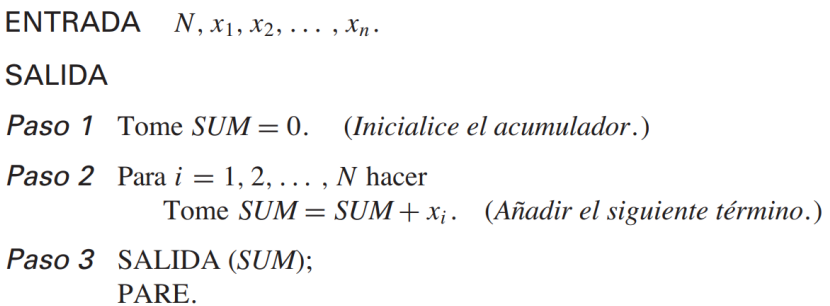 ENTRADA N, x₁, x₂, . . . , xₙ.
SALIDA
Paso 1 Tome SUM = 0. (Inicialice el acumulador.)
Paso 2 Para i = 1, 2, . . . , N hacer
Tome SUM = SUM + xᵢ. (Añadir el siguiente término.)
Paso 3 SALIDA (SUM);
PARE.